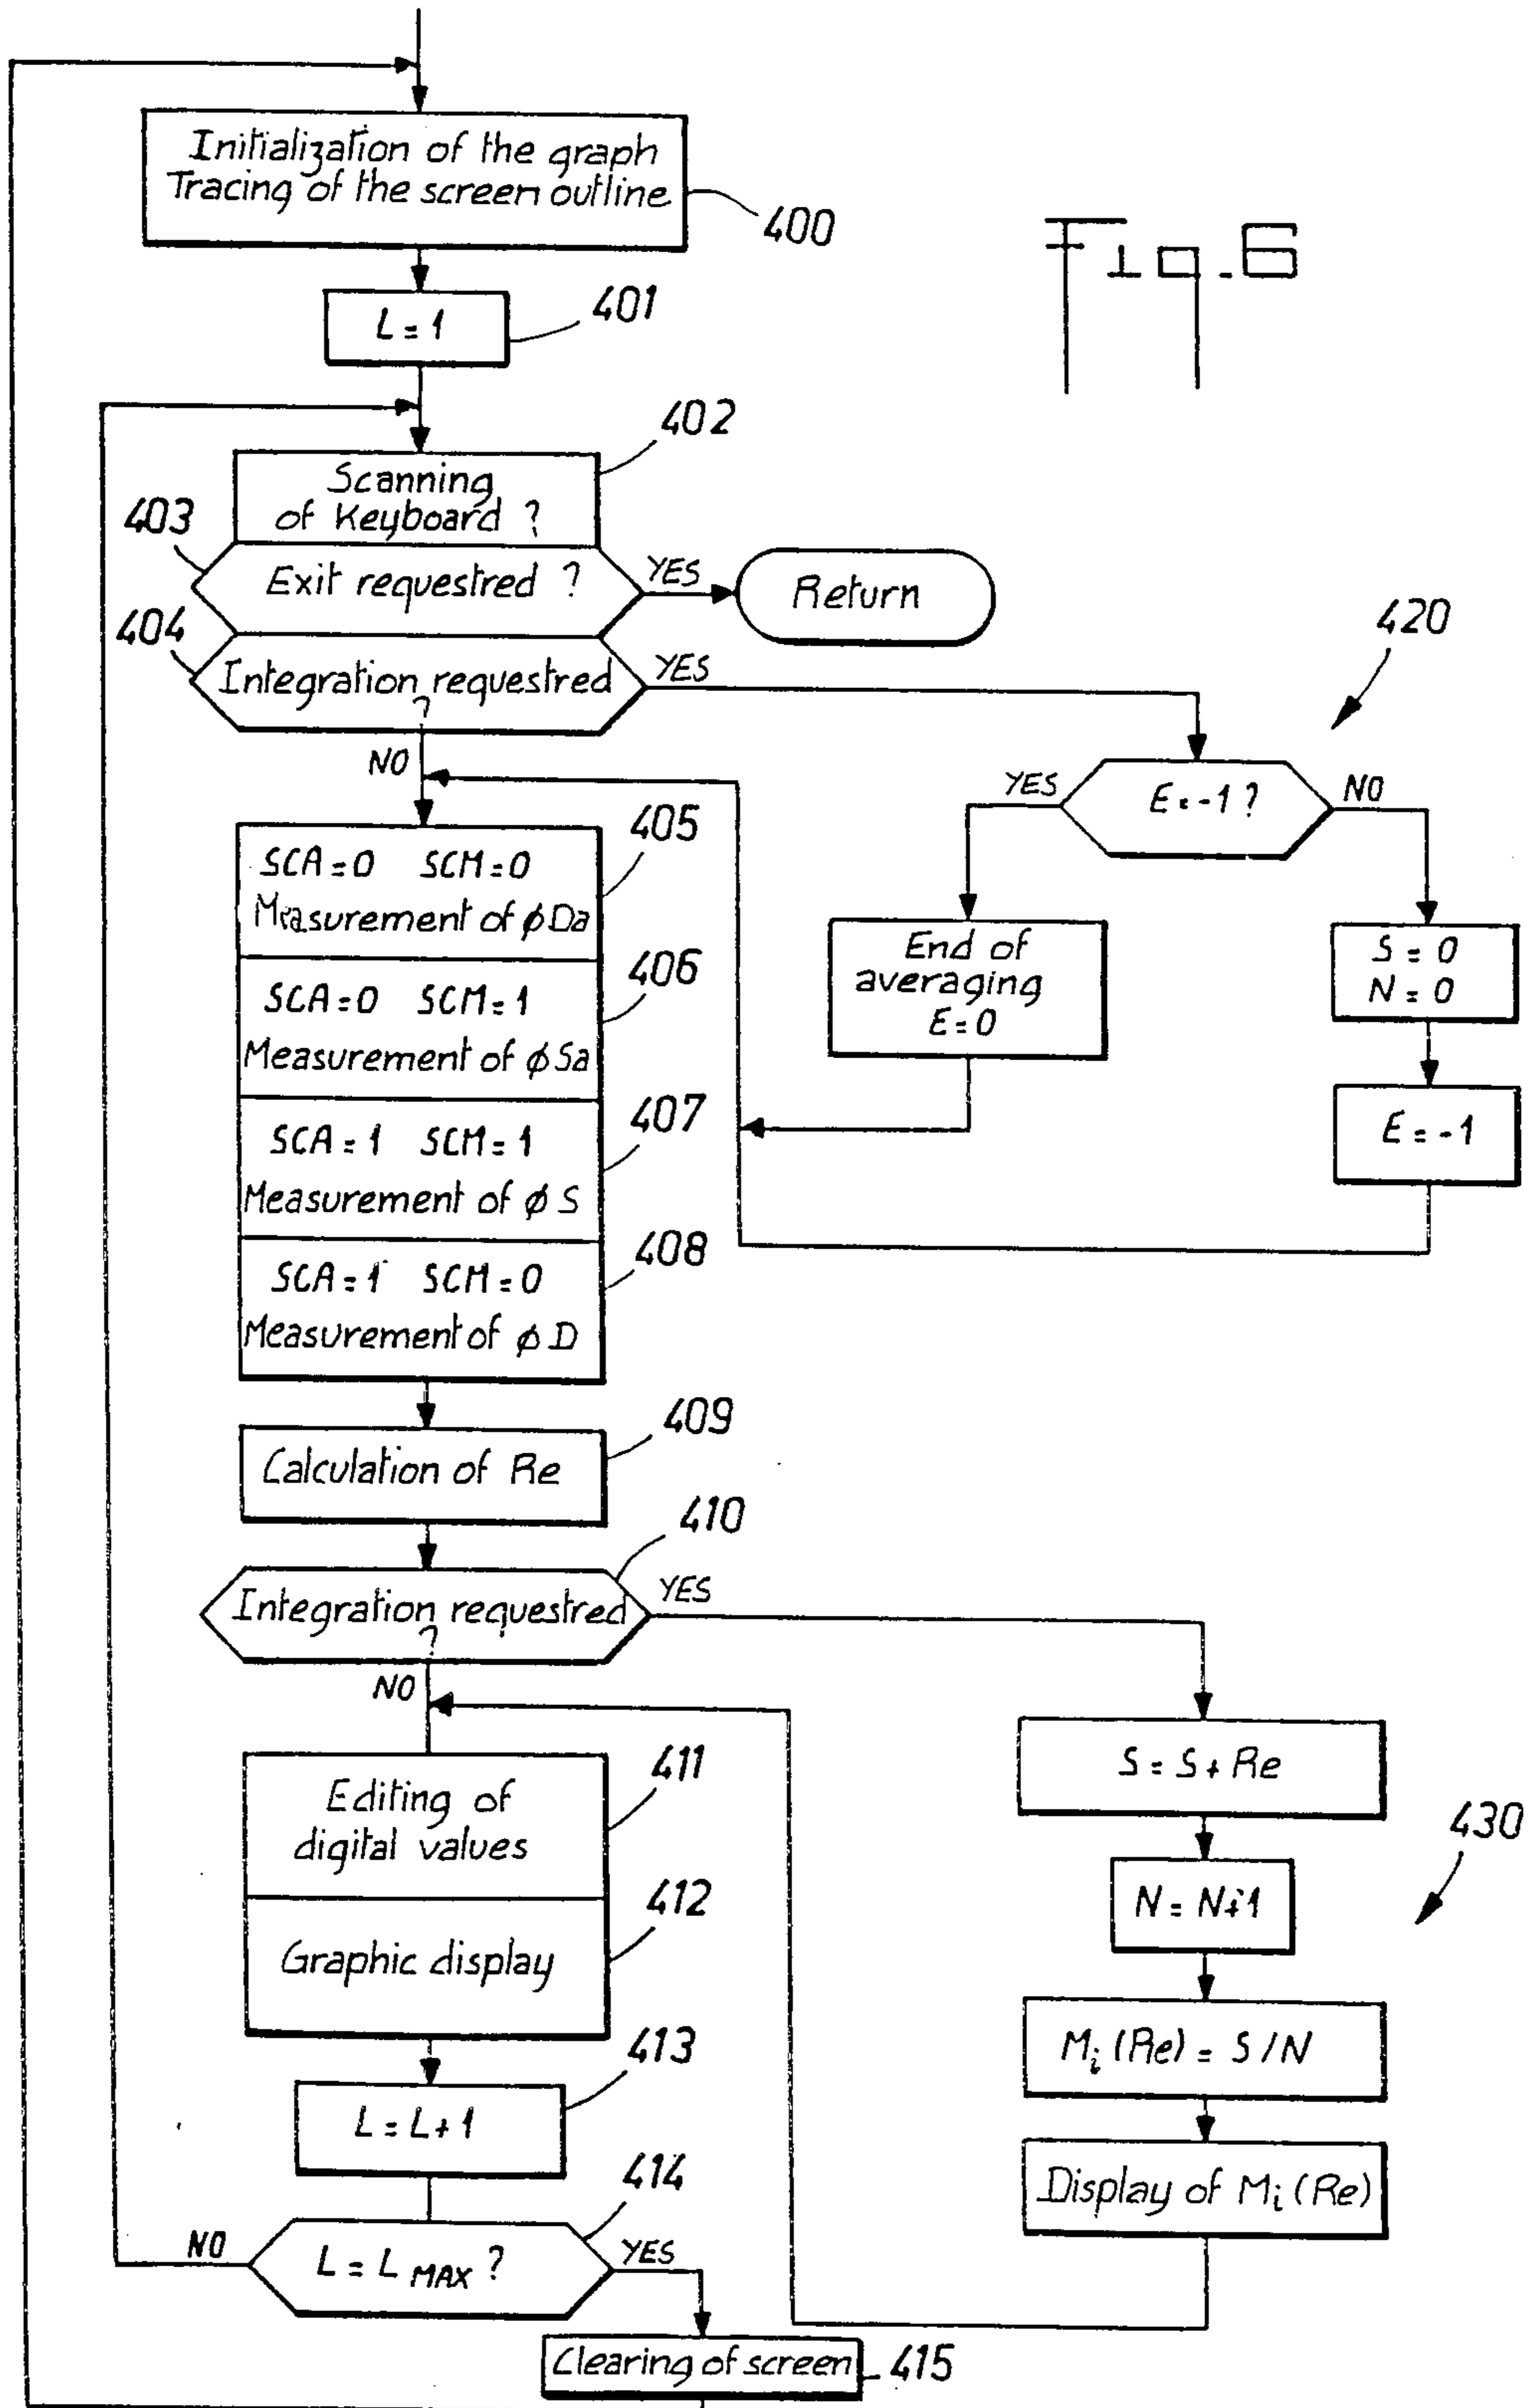 Fig.6
Initialization of the graph
Tracing of the screen outline
400
L = 1
401
402
Scanning
of Keyboard ?
403
Exit requestred ?
YES
Return
404
Integration requestred
?
YES
NO
420
E = -1 ?
YES
NO
End of
averaging
E = 0
S = 0
N = 0
E = -1
405
SCA = 0 SCM = 0
Measurement of ϕ Da
406
SCA = 0 SCM = 1
Measurement of ϕ Sa
407
SCA = 1 SCM = 1
Measurement of ϕ S
408
SCA = 1 SCM = 0
Measurement of ϕ D
409
Calculation of Re
410
Integration requestred
?
YES
NO
411
Editing of
digital values
412
Graphic display
413
L = L + 1
414
L = L MAX ?
NO
YES
Clearing of screen
415
430
S = S + Re
N = N + 1
Mi (Re) = S / N
Display of Mi (Re)